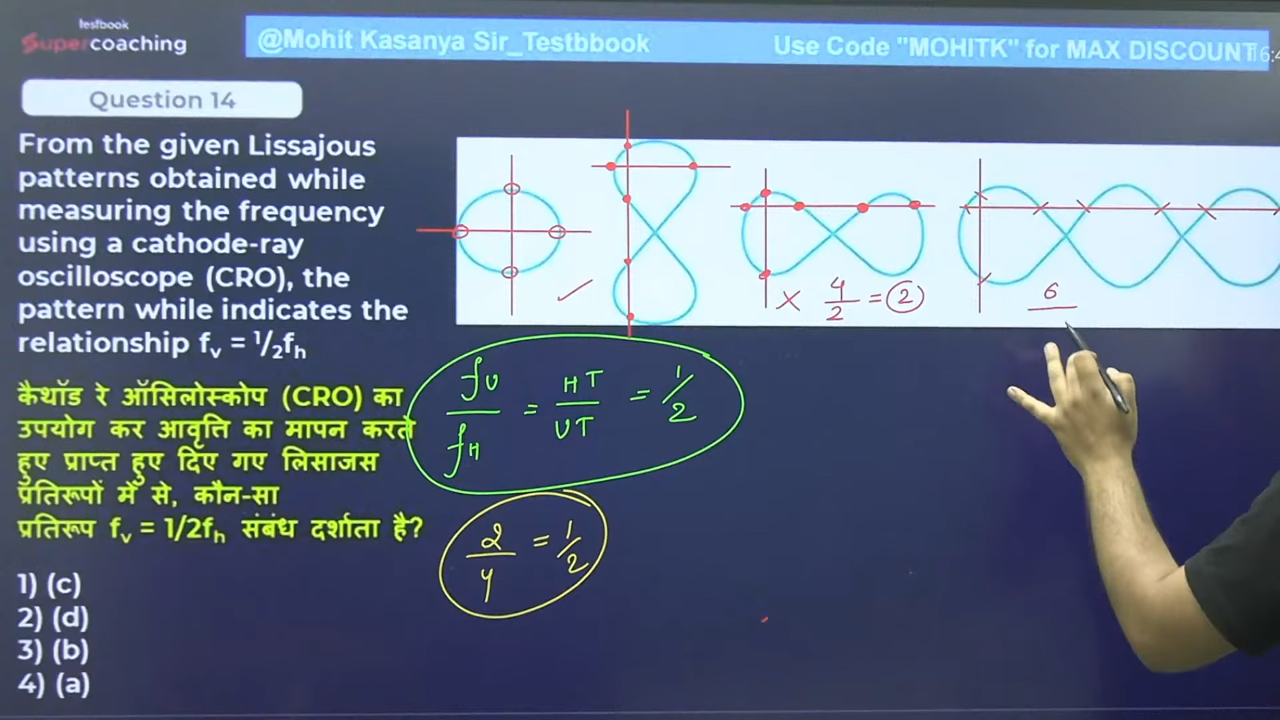 testbook
Supercoaching
@Mohit Kasanya Sir_Testbbook
Use Code "MOHITK" for MAX DISCOUNT
Question 14
From the given Lissajous
patterns obtained while
measuring the frequency
using a cathode-ray
oscilloscope (CRO), the
pattern while indicates the
relationship fᵥ = ¹/₂fₕ
कैथॉड रे ऑसिलोस्कोप (CRO) का
उपयोग कर आवृति का मापन करते
हुए प्राप्त हुए दिए गए लिसाजस
प्रतिरूपों में से, कौन-सा
प्रतिरूप fᵥ = 1/2fₕ संबंध दर्शाता है?
1) (c)
2) (d)
3) (b)
4) (a)
× 4/2 = 2
6
fv/fH = HT/VT = 1/2
2/4 = 1/2